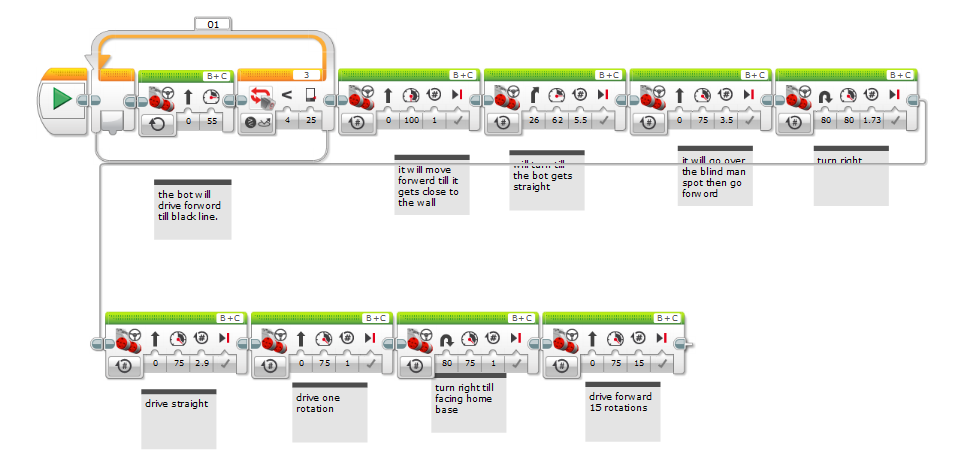 01
B+C
3
B+C
B+C
B+C
B+C
0 55
4 25
0 100 1
26 62 5.5
0 75 3.5
80 80 1.73
the bot will
drive forword
till black line.
it will move
forwerd till it
gets close to
the wall
will turn till
the bot gets
straight
it will go over
the blind man
spot then go
forword
turn right
B+C
B+C
B+C
B+C
0 75 2.9
0 75 1
80 75 1
0 75 15
drive straight
drive one
rotation
turn right till
facing home
base
drive forward
15 rotations